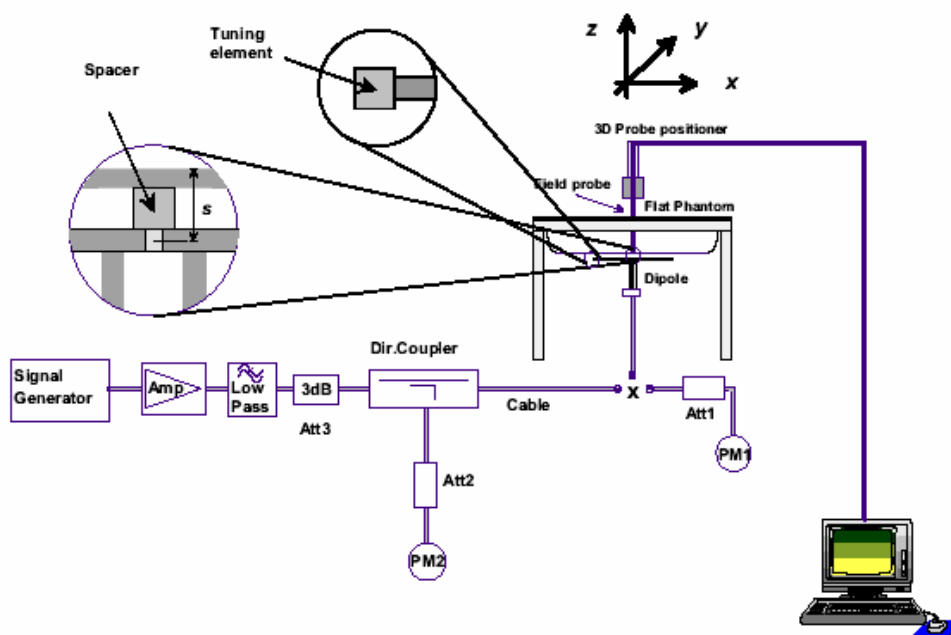 Tuning
element
Spacer
s
z
y
x
3D Probe positioner
Field probe
Flat Phantom
Dipole
Dir.Coupler
Signal
Generator
Amp
Low
Pass
3dB
Att3
Cable
x
Att1
PM1
Att2
PM2